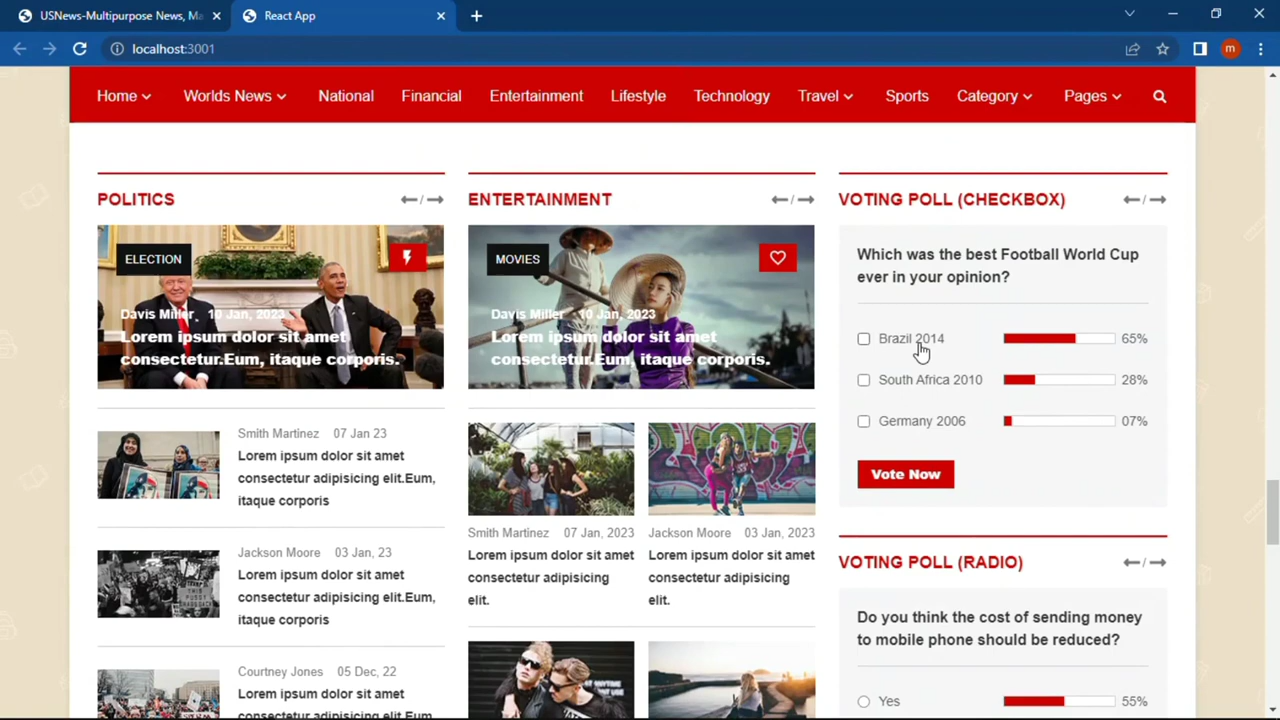 USNews-Multipurpose News, Ma
React App
localhost:3001
m
Home
Worlds News
National
Financial
Entertainment
Lifestyle
Technology
Travel
Sports
Category
Pages
POLITICS
/
ELECTION
Davis Miller 10 Jan, 2023
Lorem ipsum dolor sit amet
consectetur.Eum, itaque corporis.
Smith Martinez 07 Jan 23
Lorem ipsum dolor sit amet
consectetur adipisicing elit.Eum,
itaque corporis
Jackson Moore 03 Jan, 23
Lorem ipsum dolor sit amet
consectetur adipisicing elit.Eum,
itaque corporis
Courtney Jones 05 Dec, 22
Lorem ipsum dolor sit amet
consectetur adipisicing elit.Eum,
ENTERTAINMENT
/
MOVIES
Davis Miller 10 Jan, 2023
Lorem ipsum dolor sit amet
consectetur.Eum, itaque corporis.
Smith Martinez 07 Jan, 2023
Lorem ipsum dolor sit amet
consectetur adipisicing
elit.
Jackson Moore 03 Jan, 2023
Lorem ipsum dolor sit amet
consectetur adipisicing
elit.
VOTING POLL (CHECKBOX)
/
Which was the best Football World Cup
ever in your opinion?
Brazil 2014 65%
South Africa 2010 28%
Germany 2006 07%
Vote Now
VOTING POLL (RADIO)
/
Do you think the cost of sending money
to mobile phone should be reduced?
Yes 55%